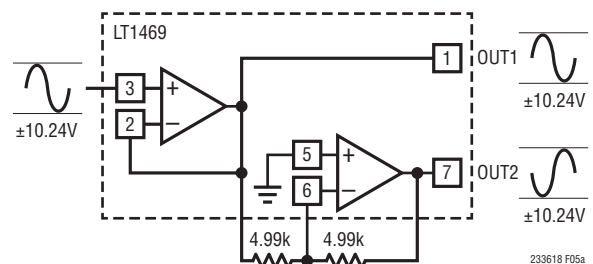 LT1469
3
+
2
−
±10.24V
1
OUT1
±10.24V
5
+
6
−
7
OUT2
±10.24V
4.99k
4.99k
233618 F05a